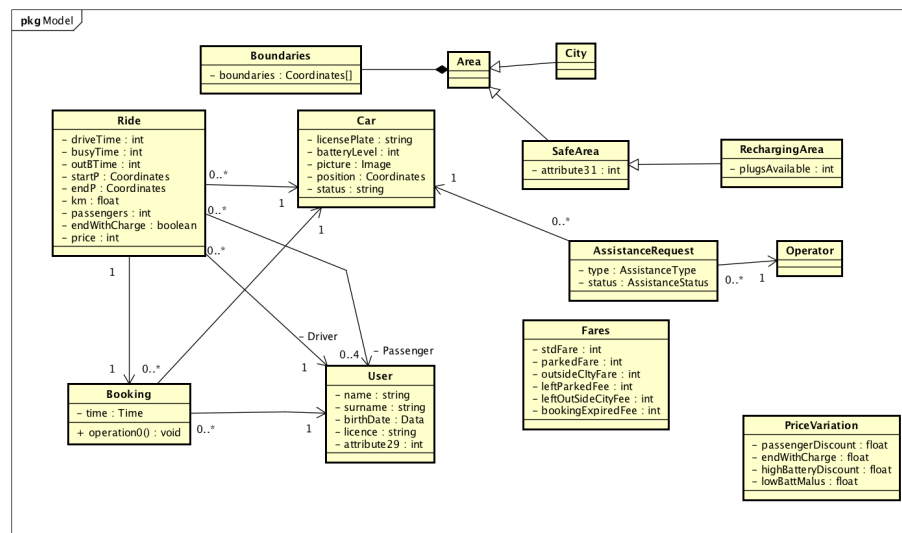 pkg Model
Boundaries
- boundaries : Coordinates[]
Area
City
Ride
- driveTime : int
- busyTime : int
- outBTime : int
- startP : Coordinates
- endP : Coordinates
- km : float
- passengers : int
- endWithCharge : boolean
- price : int
Car
- licensePlate : string
- batteryLevel : int
- picture : Image
- position : Coordinates
- status : string
SafeArea
- attribute31 : int
RechargingArea
- plugsAvailable : int
0..*
1
0..*
1
0..*
1
1
0..*
AssistanceRequest
- type : AssistanceType
- status : AssistanceStatus
0..*
1
Operator
1
1
0..*
- Driver
1
- Passenger
0..4
Fares
- stdFare : int
- parkedFare : int
- outsideCItyFare : int
- leftParkedFee : int
- leftOutSideCityFee : int
- bookingExpiredFee : int
Booking
- time : Time
+ operation0() : void
0..*
1
User
- name : string
- surname : string
- birthDate : Data
- licence : string
- attribute29 : int
PriceVariation
- passengerDiscount : float
- endWithCharge : float
- highBatteryDiscount : float
- lowBattMalus : float